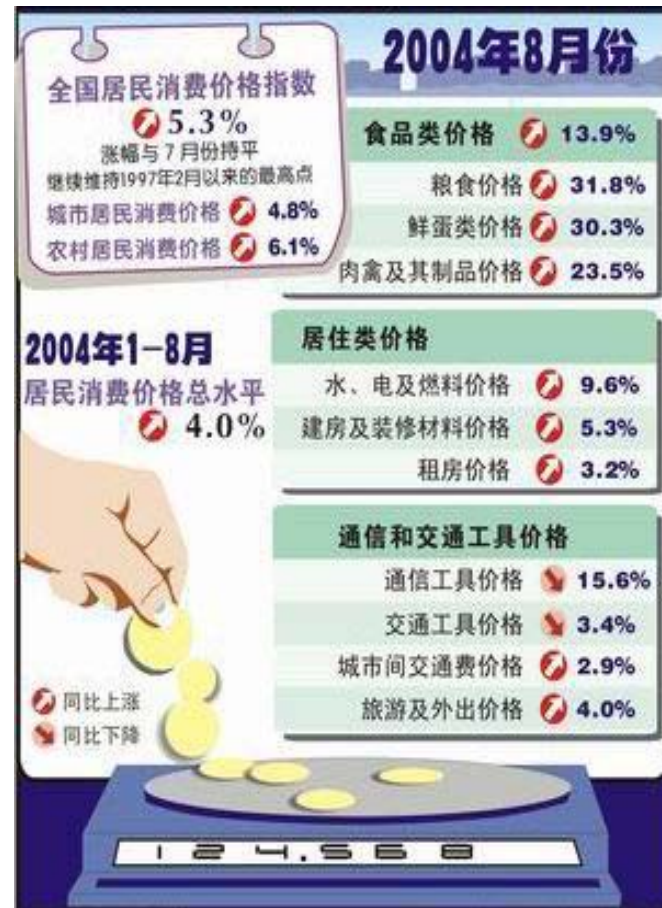 2004年8月份
全国居民消费价格指数
5.3%
涨幅与7月份持平
继续维持1997年2月以来的最高点
城市居民消费价格 4.8%
农村居民消费价格 6.1%
食品类价格 13.9%
粮食价格 31.8%
鲜蛋类价格 30.3%
肉禽及其制品价格 23.5%
2004年1-8月
居民消费价格总水平
4.0%
居住类价格
水、电及燃料价格 9.6%
建房及装修材料价格 5.3%
租房价格 3.2%
通信和交通工具价格
通信工具价格 15.6%
交通工具价格 3.4%
城市间交通费价格 2.9%
旅游及外出价格 4.0%
同比上涨
同比下降
124.568